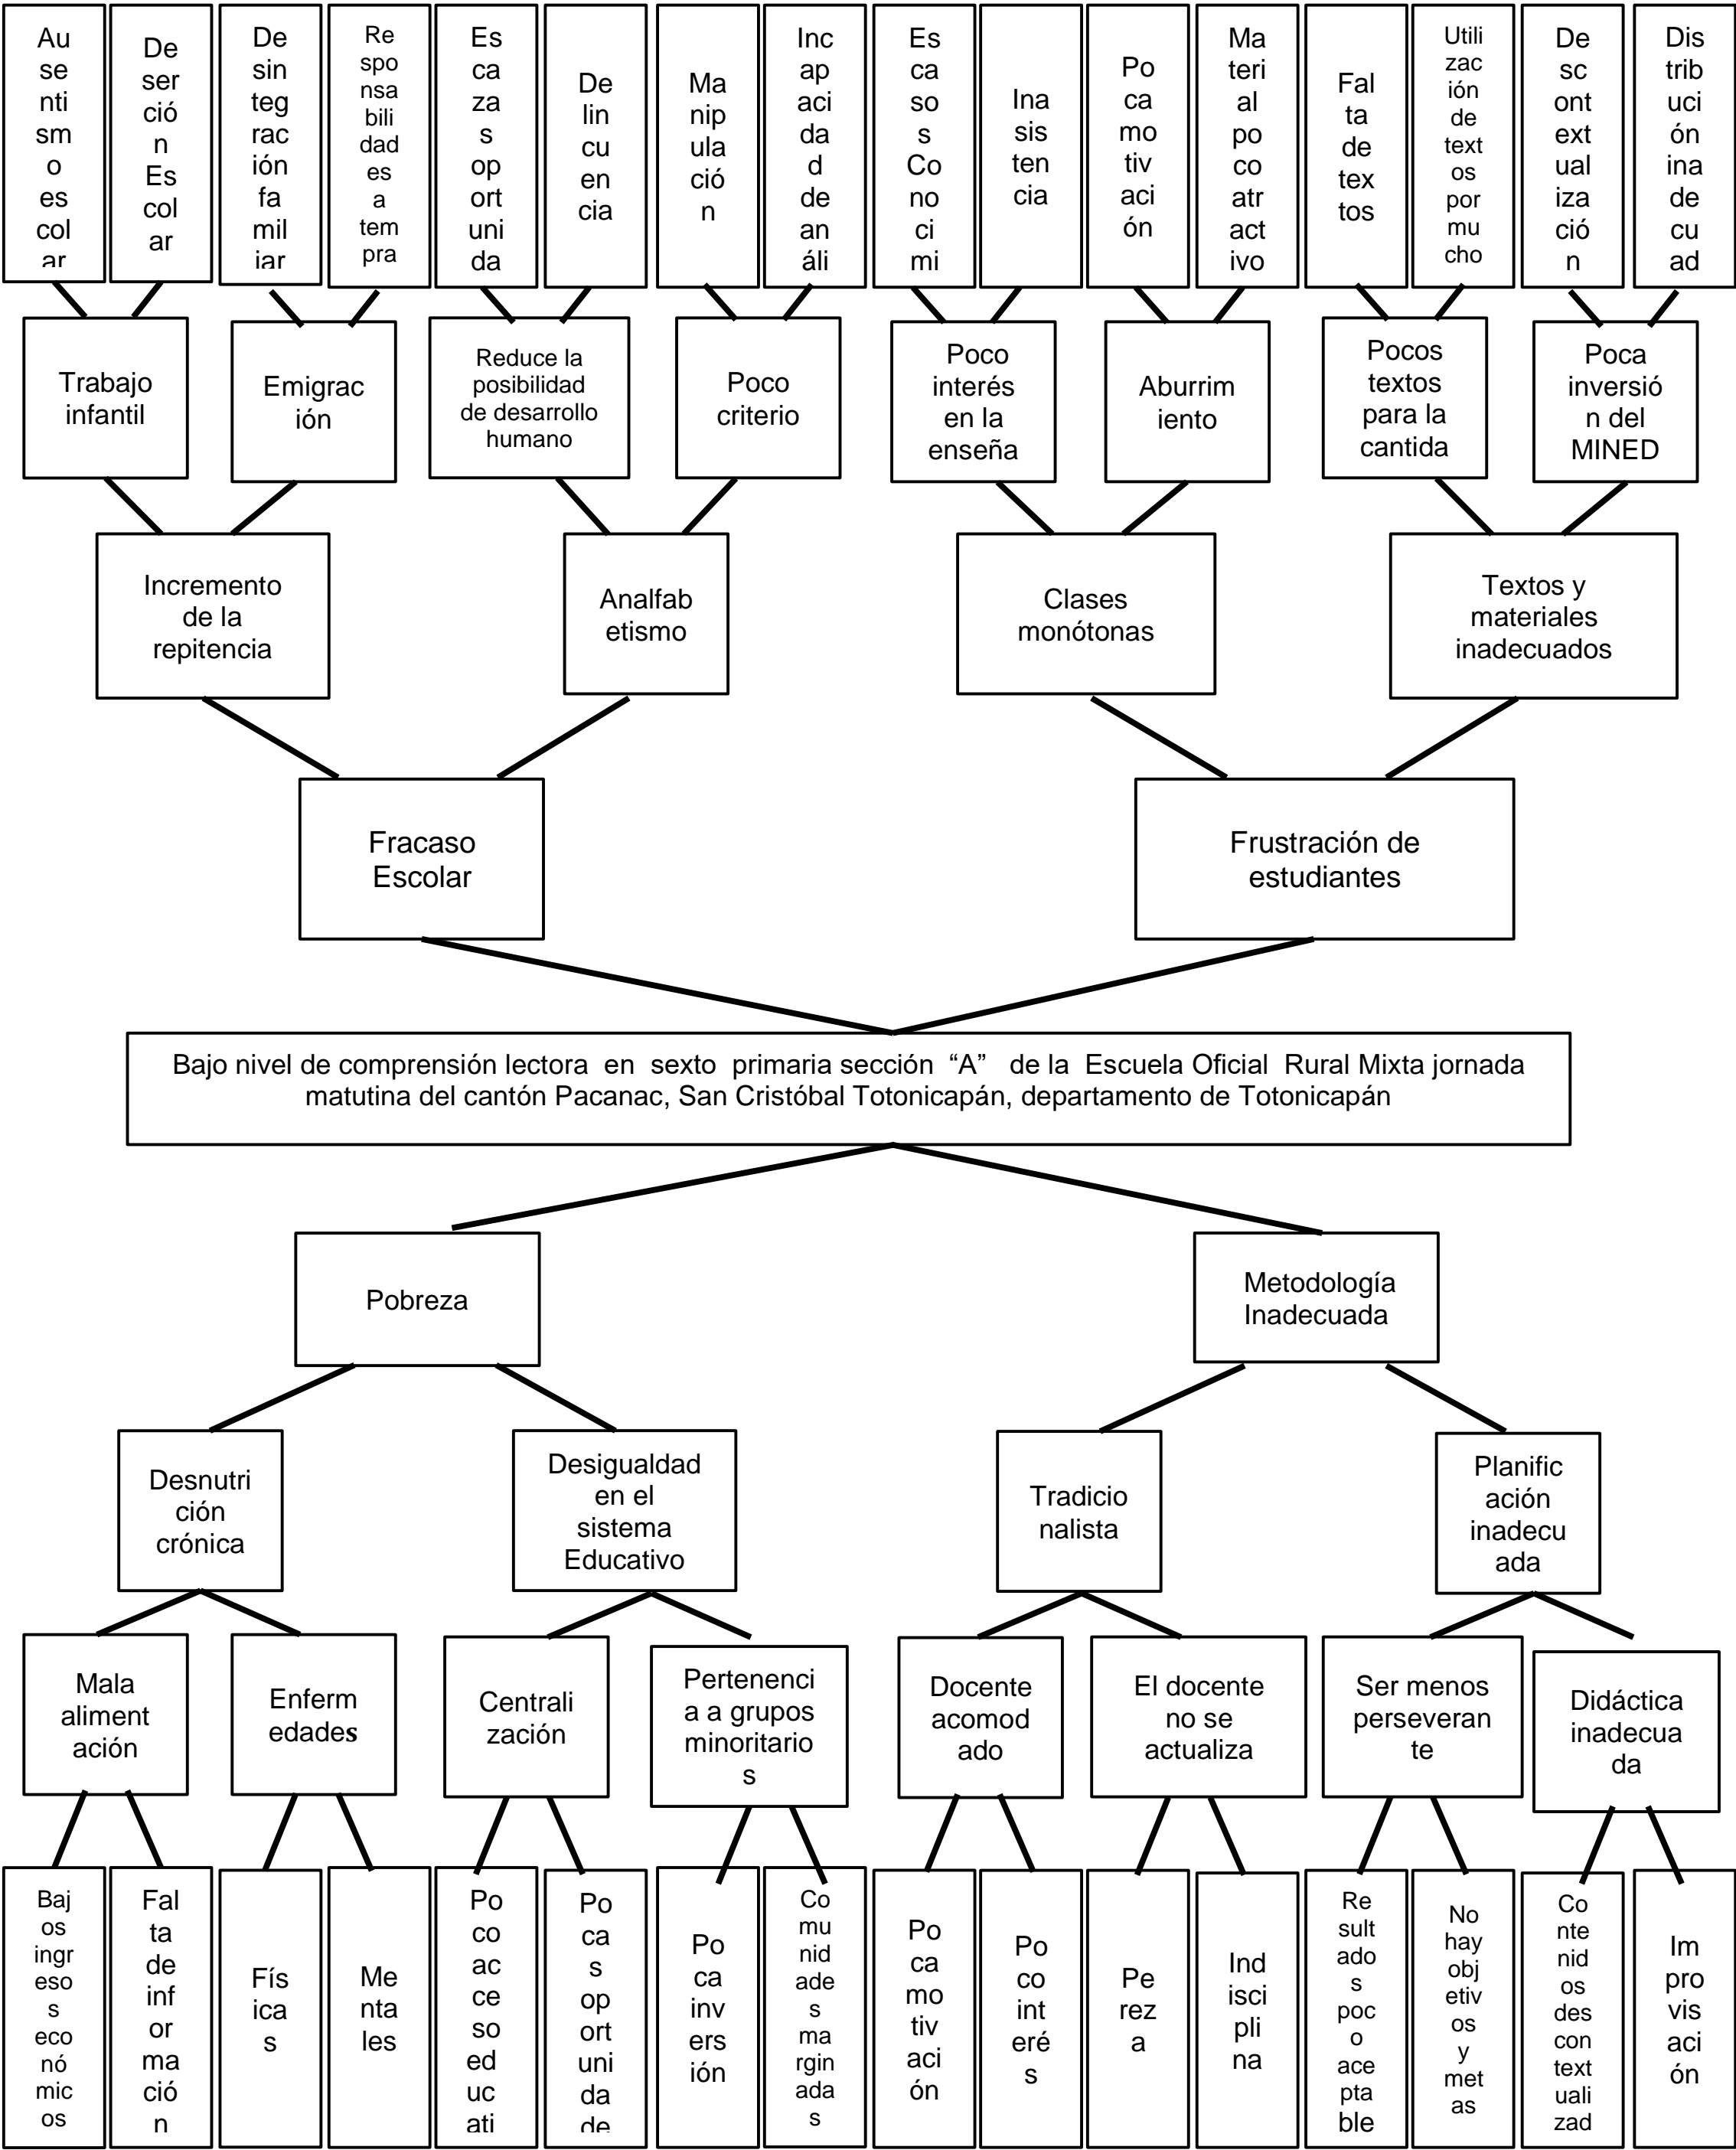 Au
se
nti
sm
o
es
col
ar
De
ser
ció
n
Es
col
ar
De
sin
teg
rac
ión
fa
mil
iar
Re
spo
nsa
bili
dad
es
a
tem
pra
Es
ca
za
s
op
ort
uni
da
De
lin
cu
en
cia
Ma
nip
ula
ció
n
Inc
ap
aci
da
d
de
an
áli
Es
ca
so
s
Co
no
ci
mi
Ina
sis
ten
cia
Po
ca
mo
tiv
aci
ón
Ma
teri
al
po
co
atr
act
ivo
Fal
ta
de
tex
tos
Utili
zac
ión
de
text
os
por
mu
cho
De
sc
ont
ext
ual
iza
ció
n
Dis
trib
uci
ón
ina
de
cu
ad
Trabajo
infantil
Emigrac
ión
Reduce la
posibilidad
de desarrollo
humano
Poco
criterio
Poco
interés
en la
enseña
Aburrim
iento
Pocos
textos
para la
cantida
Poca
inversió
n del
MINED
Incremento
de la
repitencia
Analfab
etismo
Clases
monótonas
Textos y
materiales
inadecuados
Fracaso
Escolar
Frustración de
estudiantes
Bajo nivel de comprensión lectora en sexto primaria sección “A” de la Escuela Oficial Rural Mixta jornada
matutina del cantón Pacanac, San Cristóbal Totonicapán, departamento de Totonicapán
Pobreza
Metodología
Inadecuada
Desnutri
ción
crónica
Desigualdad
en el
sistema
Educativo
Tradicio
nalista
Planific
ación
inadecu
ada
Mala
aliment
ación
Enferm
edades
Centrali
zación
Pertenenci
a a grupos
minoritario
s
Docente
acomod
ado
El docente
no se
actualiza
Ser menos
perseveran
te
Didáctica
inadecua
da
Baj
os
ingr
eso
s
eco
nó
mic
os
Fal
ta
de
inf
or
ma
ció
n
Fís
ica
s
Me
nta
les
Po
co
ac
ce
so
ed
uc
ati
Po
ca
s
op
ort
uni
da
de
Po
ca
inv
ers
ión
Co
mu
nid
ade
s
ma
rgin
ada
s
Po
ca
mo
tiv
aci
ón
Po
co
int
eré
s
Pe
rez
a
Ind
isci
pli
na
Re
sult
ado
s
poc
o
ace
pta
ble
No
hay
obj
etiv
os
y
met
as
Co
nte
nid
os
des
con
text
uali
zad
Im
pro
vis
aci
ón